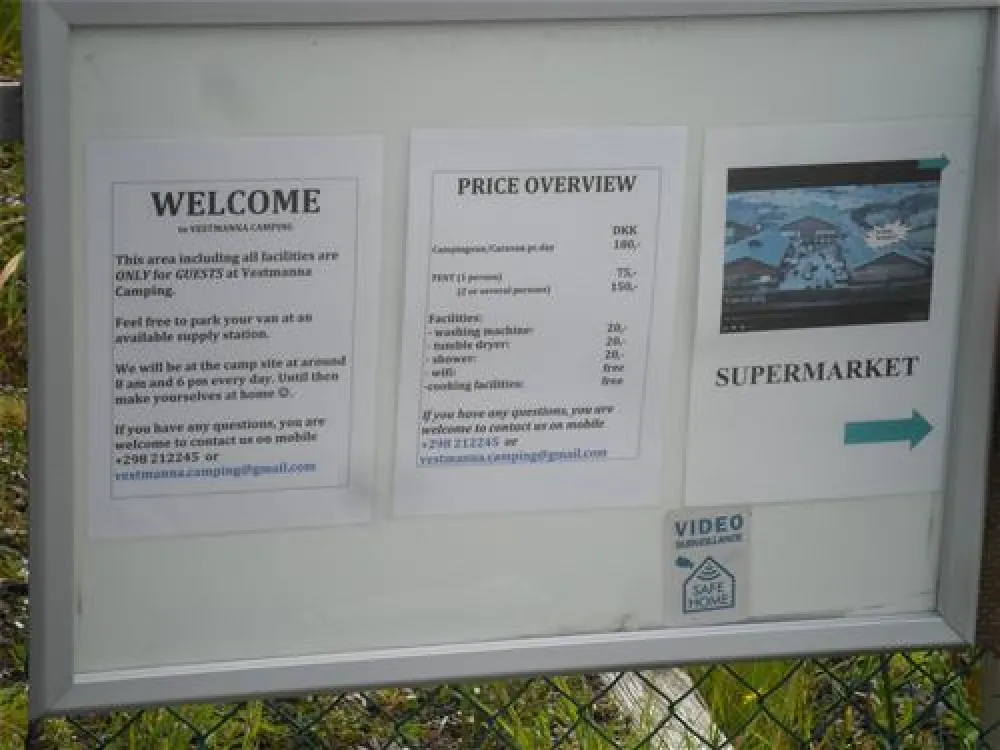 WELCOME
to VESTMANNA CAMPING
This area including all facilities are
ONLY for GUESTS at Vestmanna
Camping.
Feel free to park your van at an
available supply station.
We will be at the camp site at around
8 am and 6 pm every day. Until then
make yourselves at home ☺.
If you have any questions, you are
welcome to contact us on mobile
+298 212245 or
vestmanna.camping@gmail.com
PRICE OVERVIEW
DKK
Campingvan/Caravan pr. day 180,-
TENT (1 person) 75,-
(2 or several persons) 150,-
Facilities:
- washing machine: 20,-
- tumble dryer: 20,-
- shower: 20,-
- wifi: free
-cooking facilities: free
If you have any questions, you are
welcome to contact us on mobile
+298 212245 or
vestmanna.camping@gmail.com
SUPERMARKET
VIDEO
SURVEILLANCE
SAFE
HOME